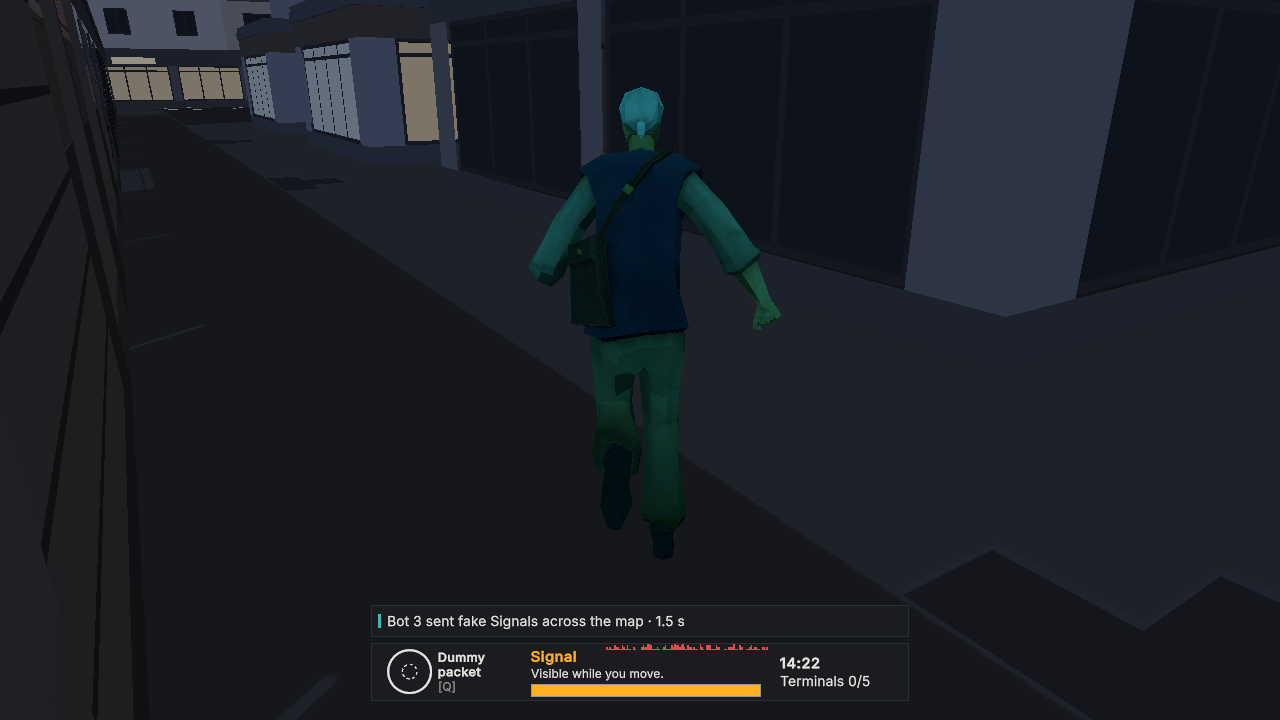 Bot 3 sent fake Signals across the map · 1.5 s
Dummy
packet
[Q]
Signal
Visible while you move.
14:22
Terminals 0/5